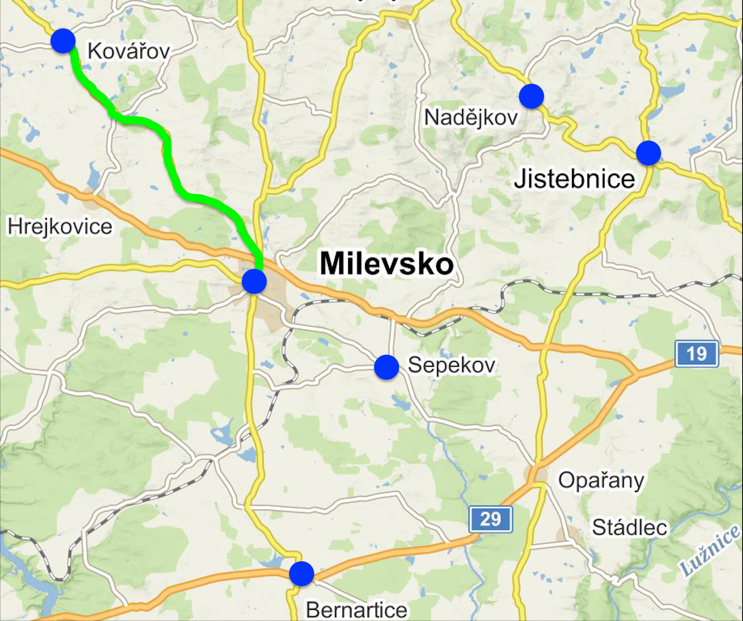 Kovářov
Nadějkov
Jistebnice
Hrejkovice
Milevsko
19
Sepekov
Opařany
29
Stádlec
Lužnice
Bernartice